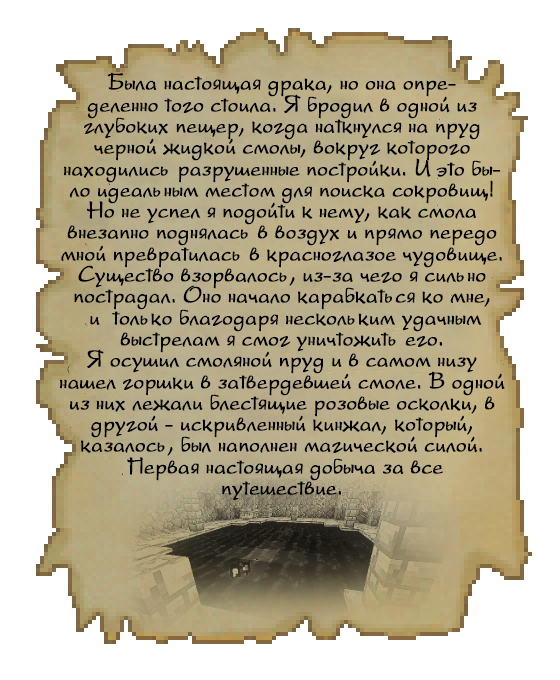 Была настоящая драка, но она опре-
деленно того стоила. Я бродил в одной из
глубоких пещер, когда наткнулся на пруд
черной жидкой смолы, вокруг которого
находились разрушенные постройки. И это бы-
ло идеальным местом для поиска сокровищ!
Но не успел я подойти к нему, как смола
внезапно поднялась в воздух и прямо передо
мной превратилась в красноглазое чудовище.
Существо взорвалось, из-за чего я сильно
пострадал. Оно начало карабкаться ко мне,
и только благодаря нескольким удачным
выстрелам я смог уничтожить его.
Я осушил смоляной пруд и в самом низу
нашел горшки в затвердевшей смоле. В одной
из них лежали блестящие розовые осколки, в
другой - искривленный кинжал, который,
казалось, был наполнен магической силой.
Первая настоящая добыча за все
путешествие.